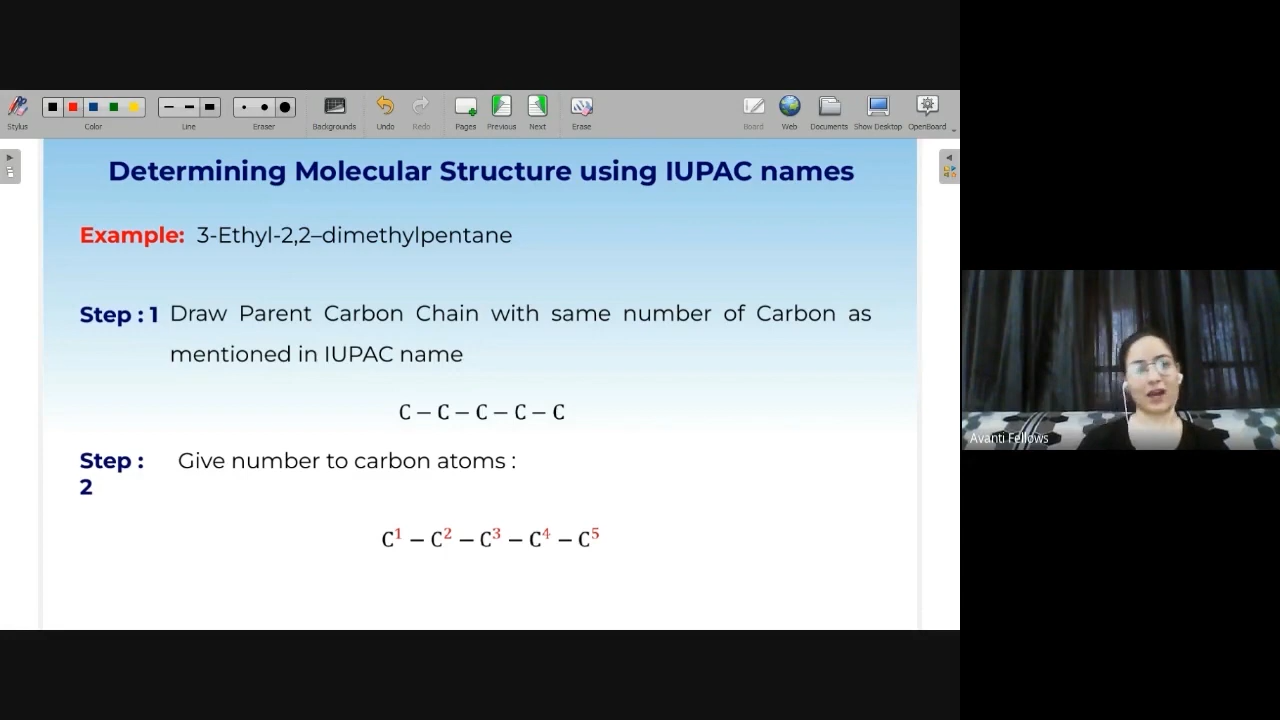 Stylus
Color
Line
Eraser
Backgrounds
Undo
Redo
Pages
Previous
Next
Erase
Board
Web
Documents
Show Desktop
OpenBoard
Determining Molecular Structure using IUPAC names
Example: 3-Ethyl-2,2–dimethylpentane
Step : 1 Draw Parent Carbon Chain with same number of Carbon as
mentioned in IUPAC name
C – C – C – C – C
Step : Give number to carbon atoms :
2
C¹ – C² – C³ – C⁴ – C⁵
Avanti Fellows